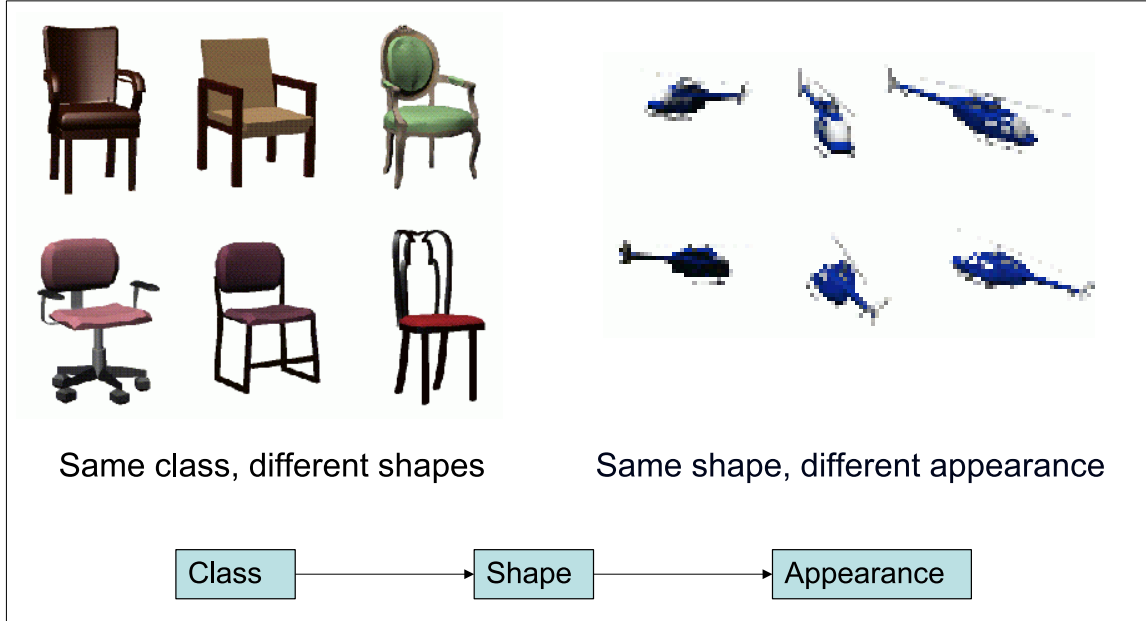 Same class, different shapes
Same shape, different appearance
Class
Shape
Appearance